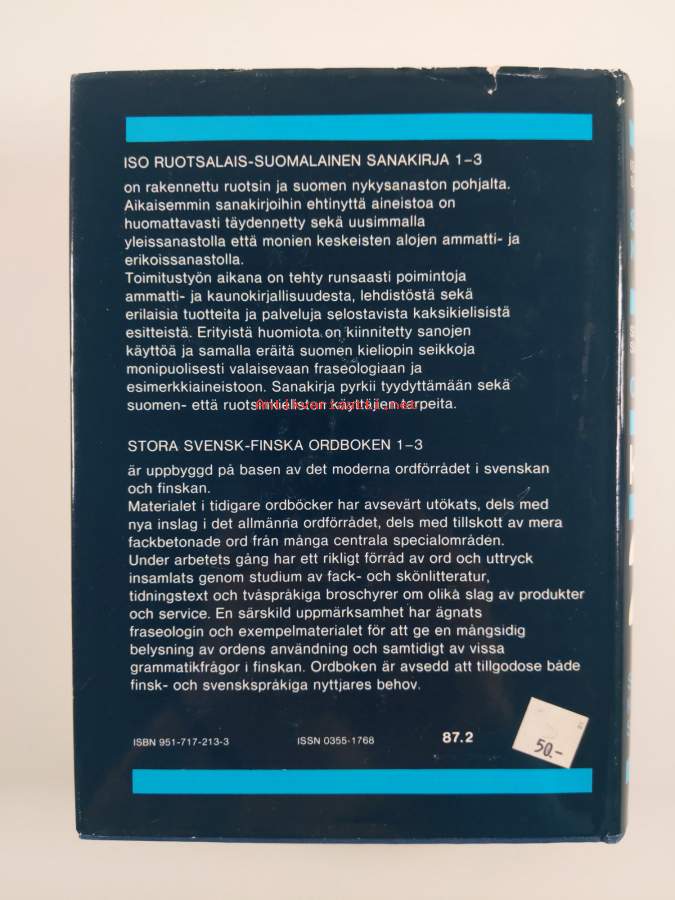 ISO RUOTSALAIS-SUOMALAINEN SANAKIRJA 1–3
on rakennettu ruotsin ja suomen nykysanaston pohjalta.
Aikaisemmin sanakirjoihin ehtinyttä aineistoa on
huomattavasti täydennetty sekä uusimmalla
yleissanastolla että monien keskeisten alojen ammatti- ja
erikoissanastolla.
Toimitustyön aikana on tehty runsaasti poimintoja
ammatti- ja kaunokirjallisuudesta, lehdistöstä sekä
erilaisia tuotteita ja palveluja selostavista kaksikielisistä
esitteistä. Erityistä huomiota on kiinnitetty sanojen
käyttöä ja samalla eräitä suomen kieliopin seikkoja
monipuolisesti valaisevaan fraseologiaan ja
esimerkkiaineistoon. Sanakirja pyrkii tyydyttämään sekä
suomen- että ruotsinkielisten käyttäjien tarpeita.
STORA SVENSK-FINSKA ORDBOKEN 1–3
är uppbyggd på basen av det moderna ordförrådet i svenskan
och finskan.
Materialet i tidigare ordböcker har avsevärt utökats, dels med
nya inslag i det allmänna ordförrådet, dels med tillskott av mera
fackbetonade ord från många centrala specialområden.
Under arbetets gång har ett rikligt förråd av ord och uttryck
insamlats genom studium av fack- och skönlitteratur,
tidningstext och tvåspråkiga broschyrer om olika slag av produkter
och service. En särskild uppmärksamhet har ägnats
fraseologin och exempelmaterialet för att ge en mångsidig
belysning av ordens användning och samtidigt av vissa
grammatikfrågor i finskan. Ordboken är avsedd att tillgodose både
finsk- och svenskspråkiga nyttjares behov.
ISBN 951-717-213-3 ISSN 0355-1768 87.2
50.-